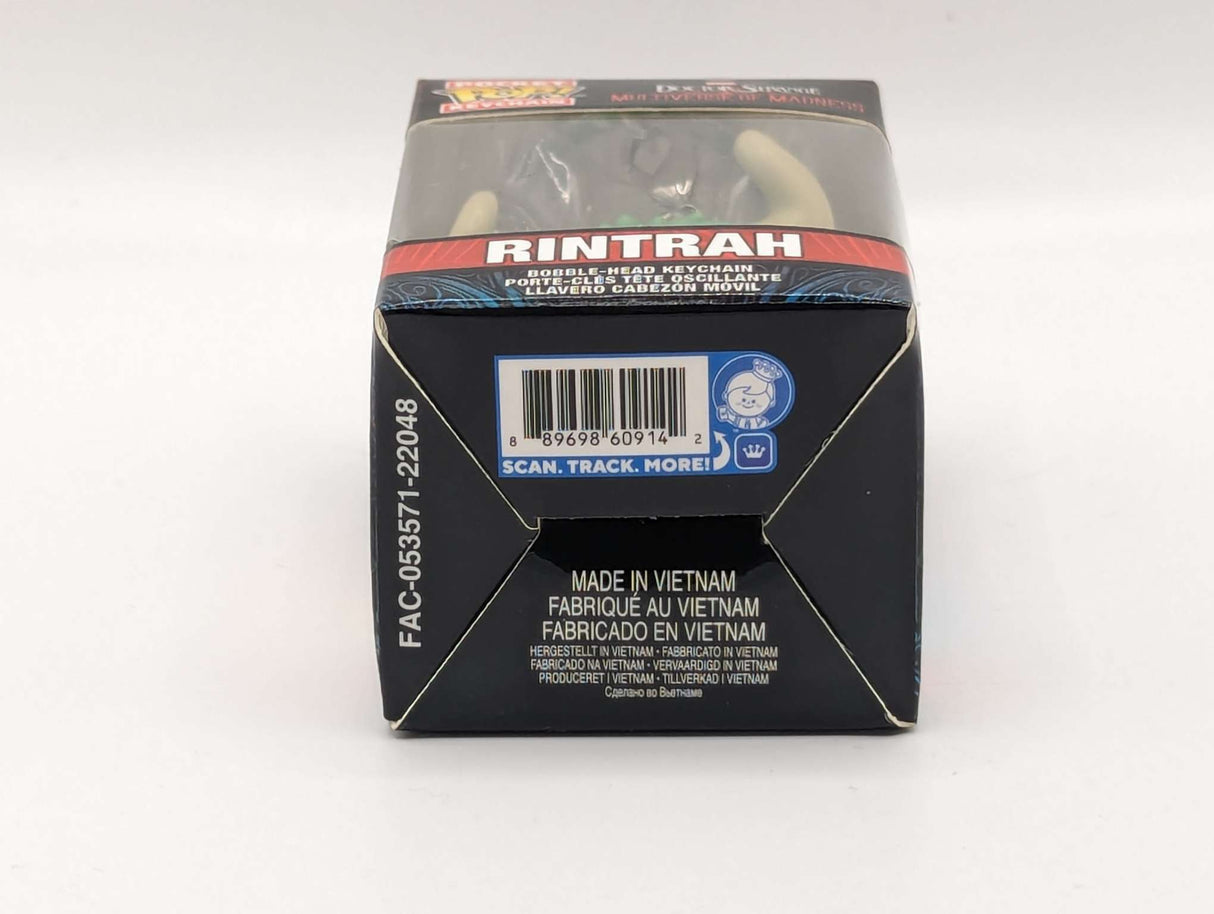 POCKET
POP!
KEYCHAIN
DOCTOR STRANGE
MULTIVERSE OF MADNESS
RINTRAH
BOBBLE-HEAD KEYCHAIN
PORTE-CLÉS TÊTE OSCILLANTE
LLAVERO CABEZÓN MÓVIL
8 89698 60914 2
SCAN. TRACK. MORE!
FAC-053571-22048
MADE IN VIETNAM
FABRIQUÉ AU VIETNAM
FABRICADO EN VIETNAM
HERGESTELLT IN VIETNAM • FABBRICATO IN VIETNAM
FABRICADO NA VIETNAM • VERVAARDIGD IN VIETNAM
PRODUCERET I VIETNAM • TILLVERKAD I VIETNAM
Сделано во Вьетнаме